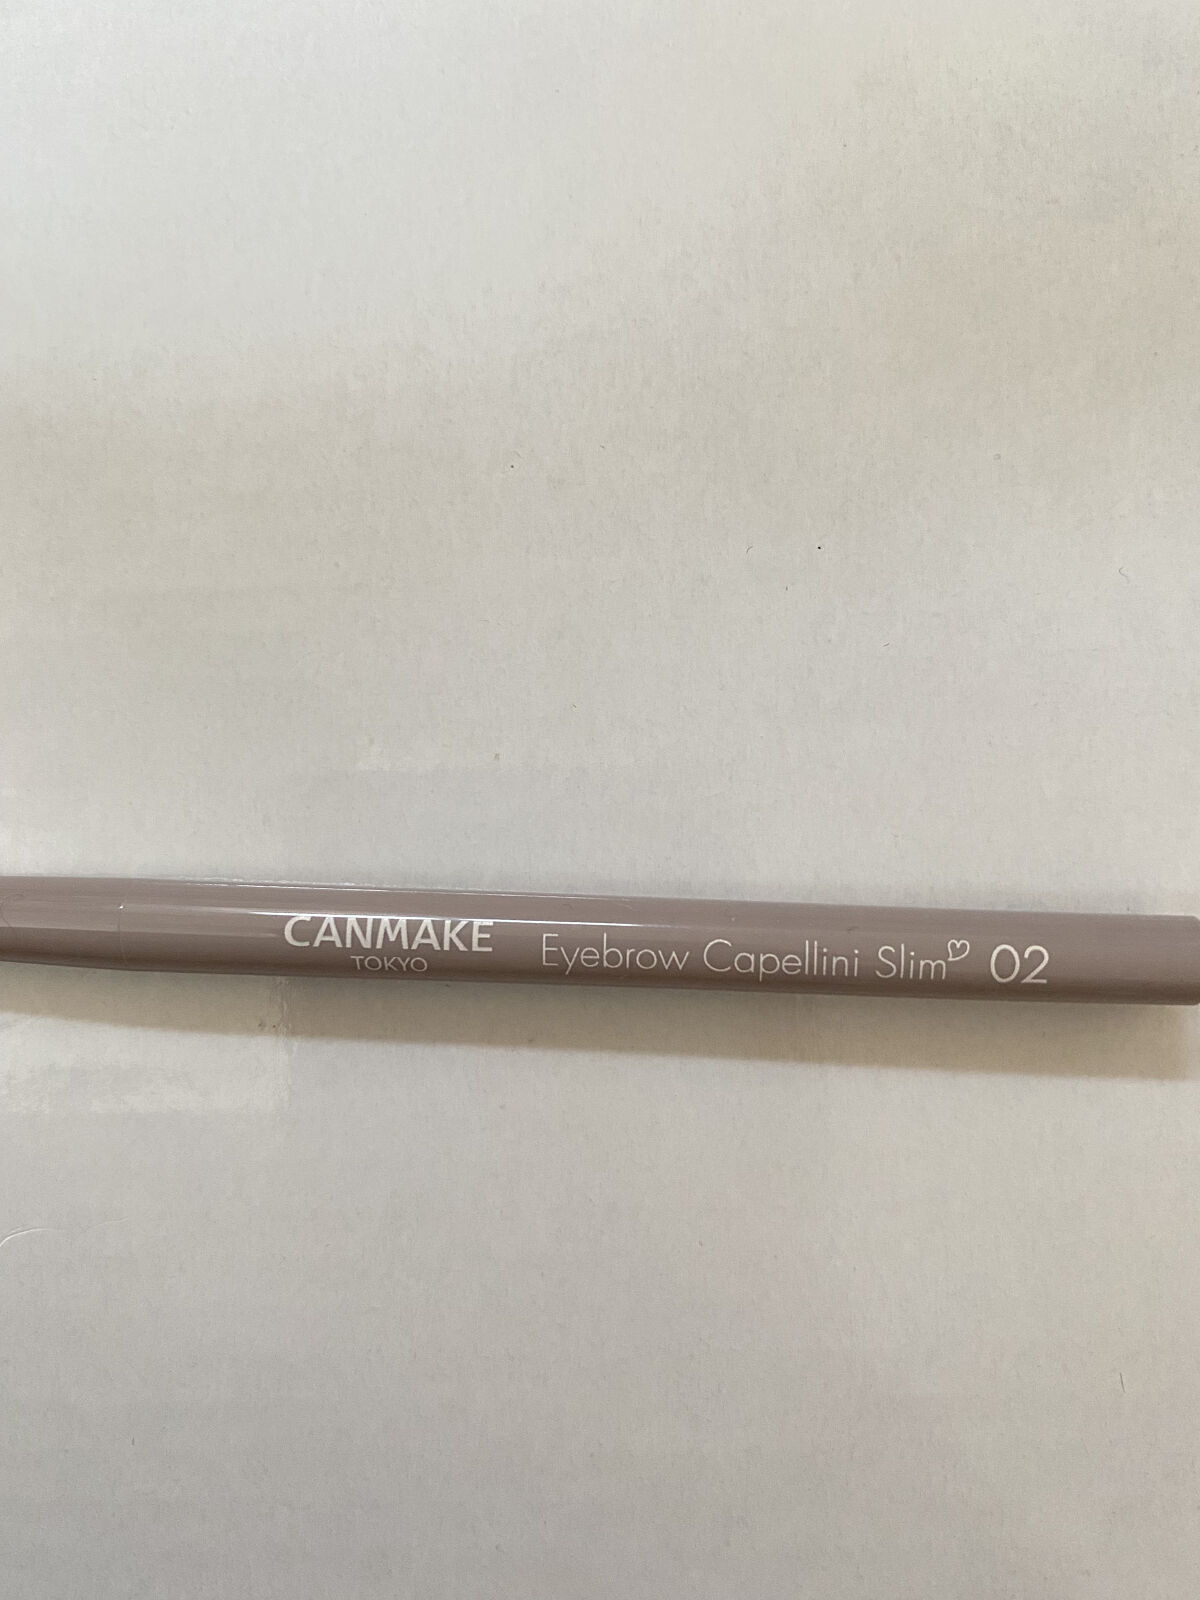 CANMAKE
TOKYO
Eyebrow Capellini Slim♡ 02